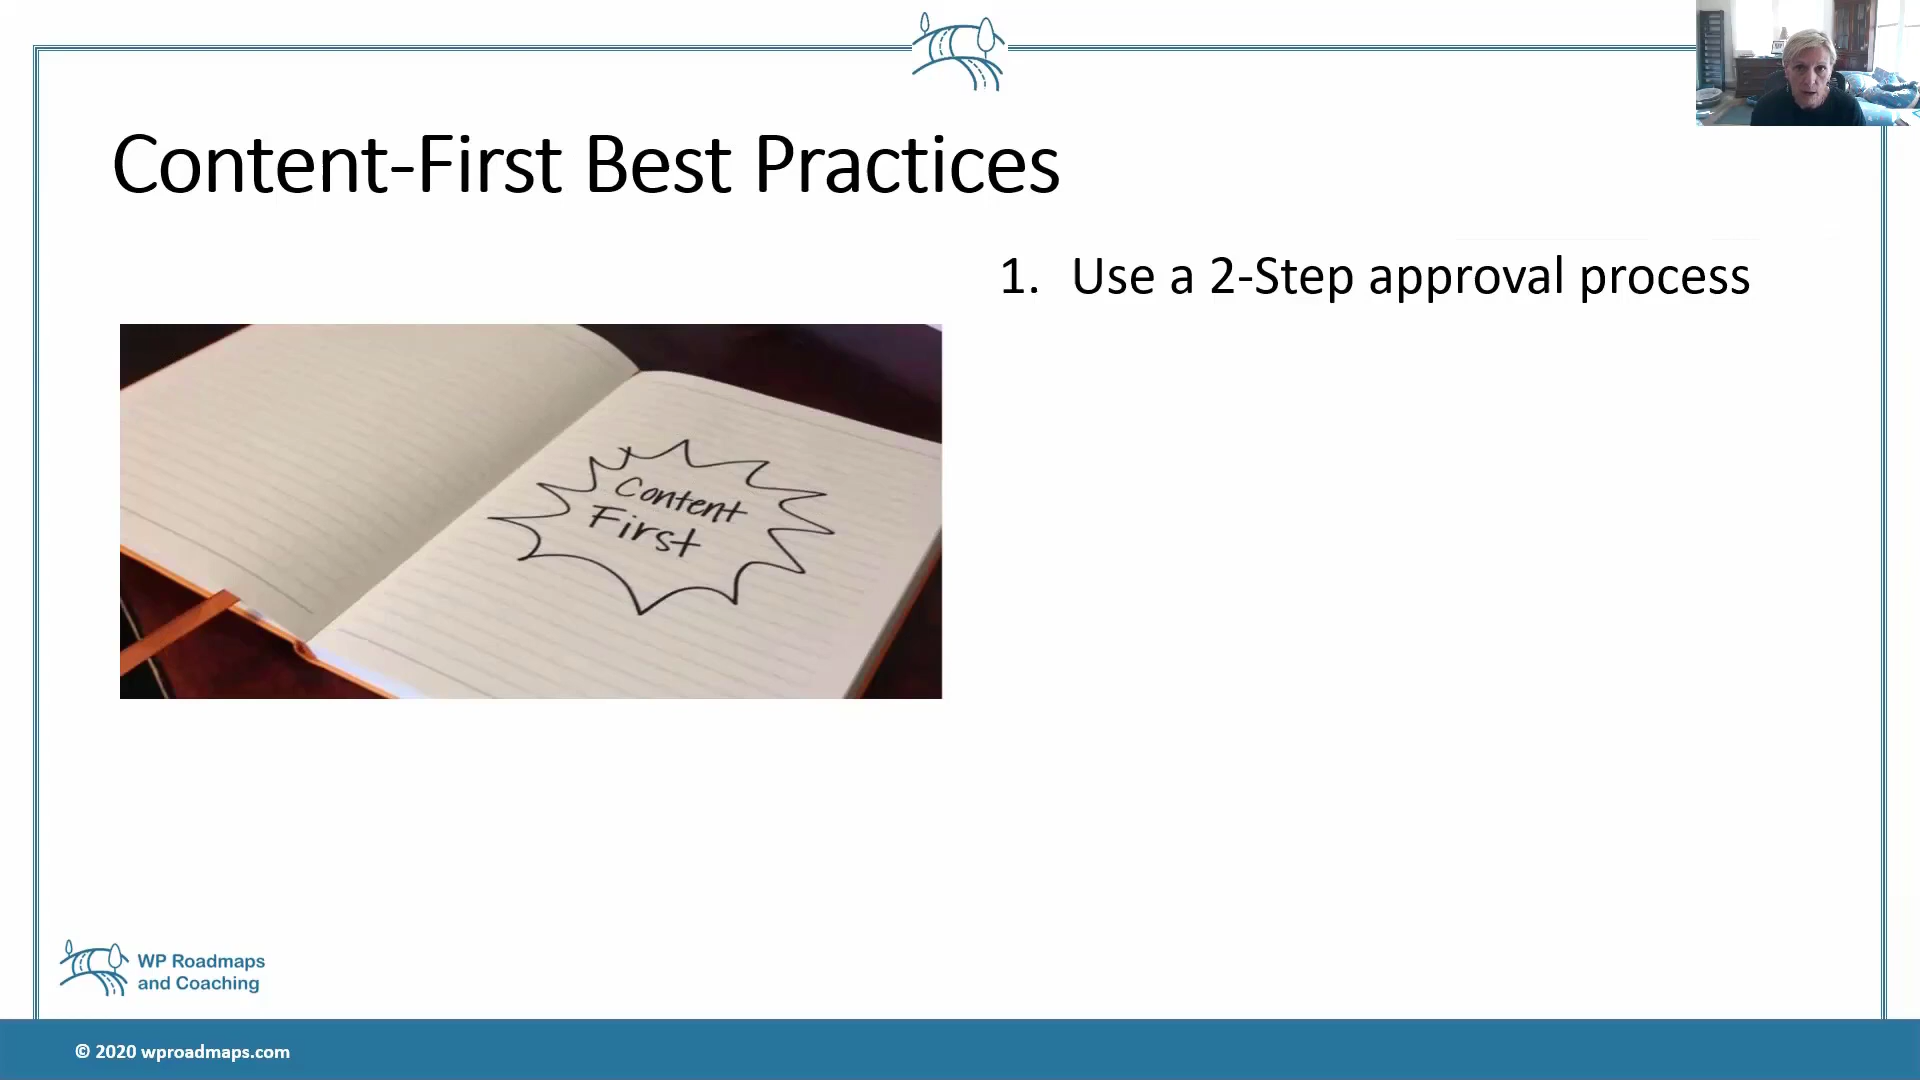 Content-First Best Practices
1. Use a 2-Step approval process
Content
First
WP Roadmaps
and Coaching
© 2020 wproadmaps.com